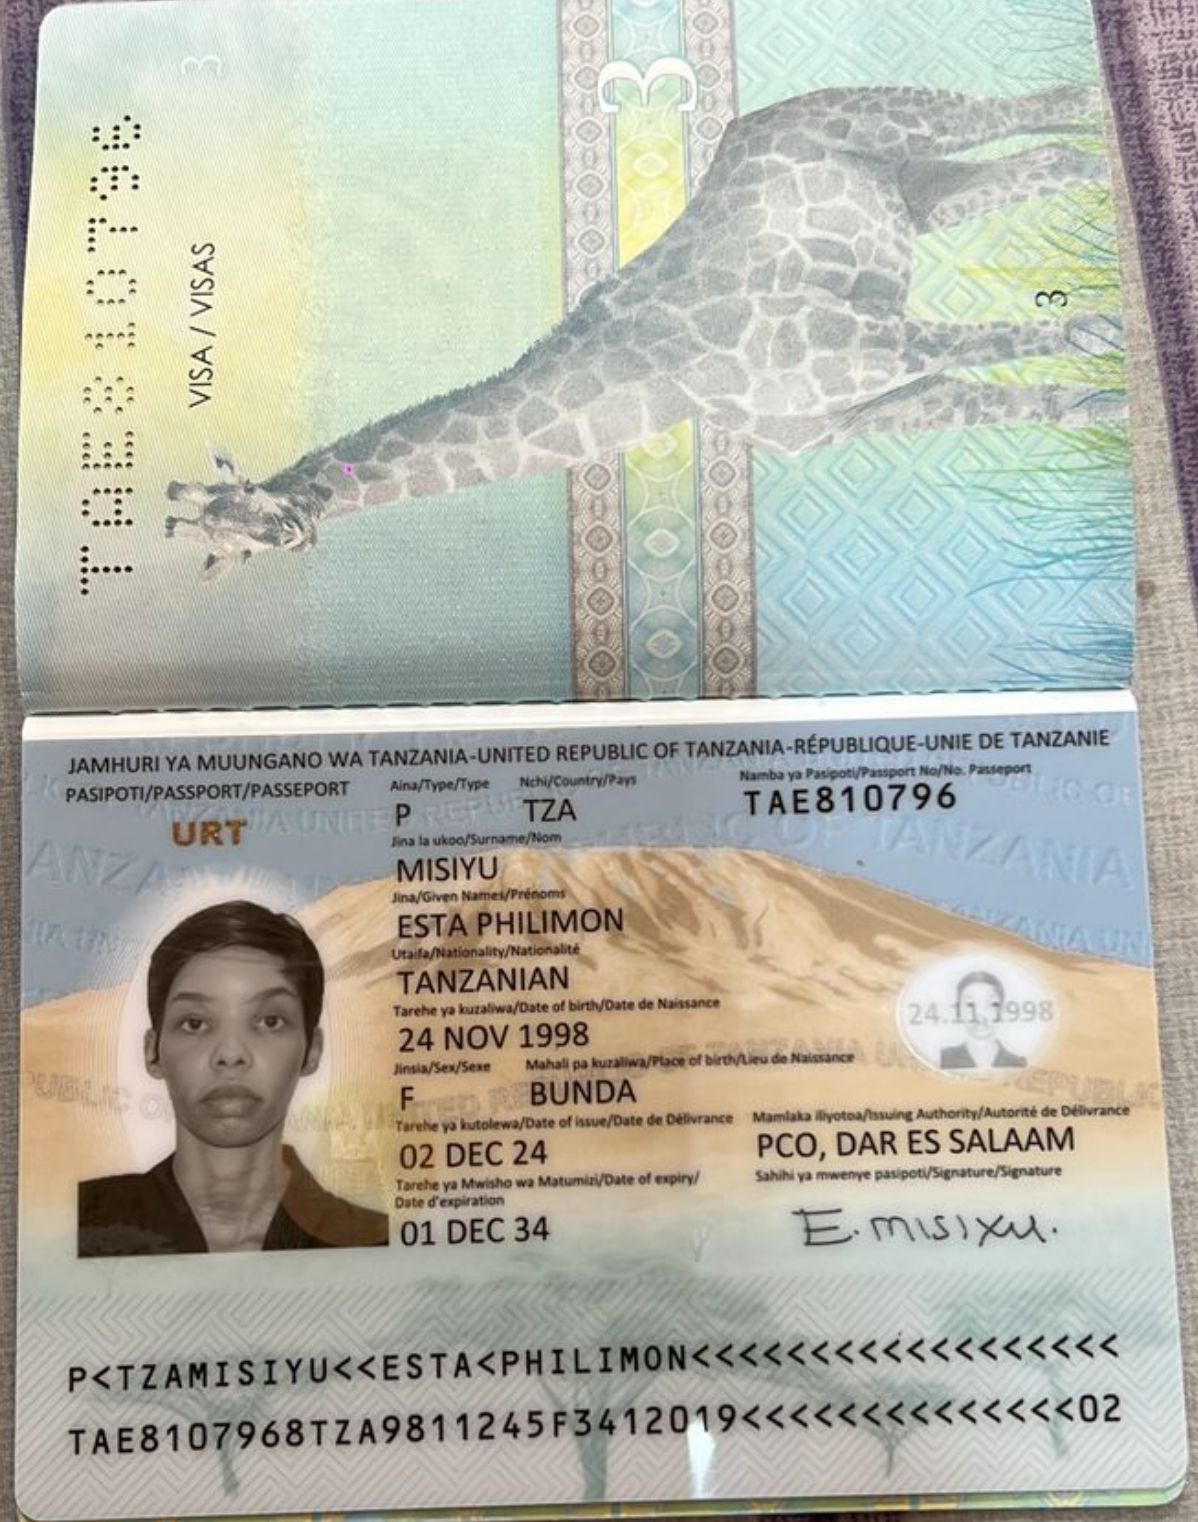 3
VISA / VISAS
TAE810796
3
3
JAMHURI YA MUUNGANO WA TANZANIA-UNITED REPUBLIC OF TANZANIA-RÉPUBLIQUE-UNIE DE TANZANIE
PASIPOTI/PASSPORT/PASSEPORT
URT
Aina/Type/Type Nchi/Country/Pays Namba ya Pasipoti/Passport No/No. Passeport
P TZA TAE810796
Jina la ukoo/Surname/Nom
MISIYU
Jina/Given Names/Prénoms
ESTA PHILIMON
Utaifa/Nationality/Nationalité
TANZANIAN
Tarehe ya kuzaliwa/Date of birth/Date de Naissance
24 NOV 1998
24.11.1998
Jinsia/Sex/Sexe Mahali pa kuzaliwa/Place of birth/Lieu de Naissance
F BUNDA
Tarehe ya kutolewa/Date of issue/Date de Délivrance Mamlaka iliyotoa/Issuing Authority/Autorité de Délivrance
02 DEC 24 PCO, DAR ES SALAAM
Tarehe ya Mwisho wa Matumizi/Date of expiry/ Sahihi ya mwenye pasipoti/Signature/Signature
Date d'expiration
01 DEC 34 E. misixu.
P<TZAMISIYU<<ESTA<PHILIMON<<<<<<<<<<<<<<<<<<
TAE8107968TZA9811245F3412019<<<<<<<<<<<<<<02